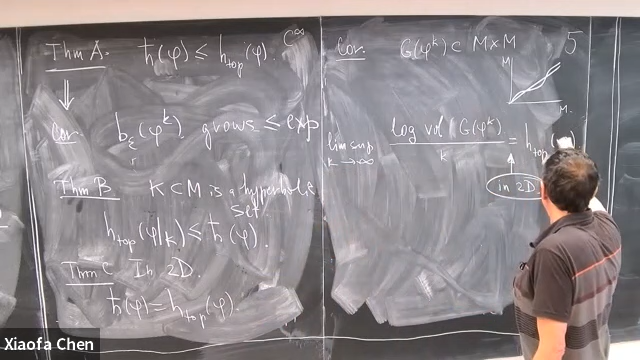 Thm A. ħ(φ) ≤ h_top(φ). C^∞
⇓
Cor. b_ε(φ^k) grows ≤ exp
Thm B K ⊂ M is a hyperbolic
set.
h_top(φ|_K) ≤ ħ(φ).
Thm C In 2D.
ħ(φ) = h_top(φ).
Cor. G(φ^k) ⊂ M×M 5
M
M
lim sup k→∞ log vol(G(φ^k)) / k = h_top(
in 2D
Xiaofa Chen